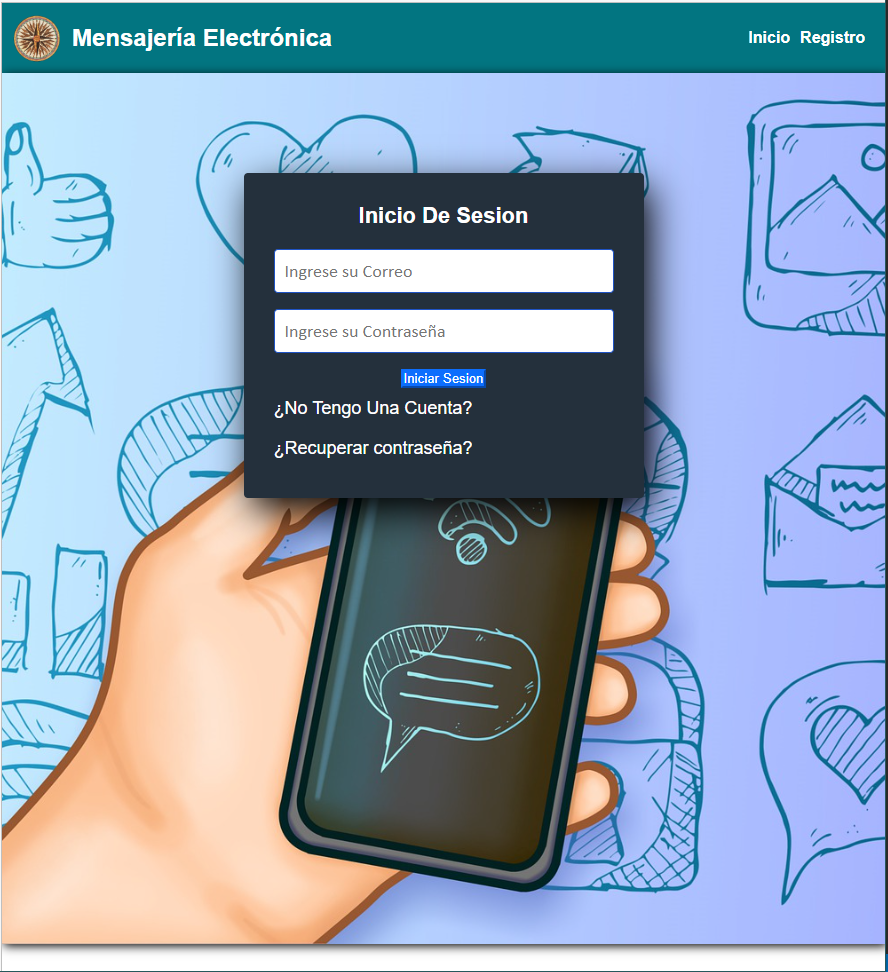 Mensajería Electrónica
Inicio Registro
Inicio De Sesion
Ingrese su Correo
Ingrese su Contraseña
Iniciar Sesion
¿No Tengo Una Cuenta?
¿Recuperar contraseña?